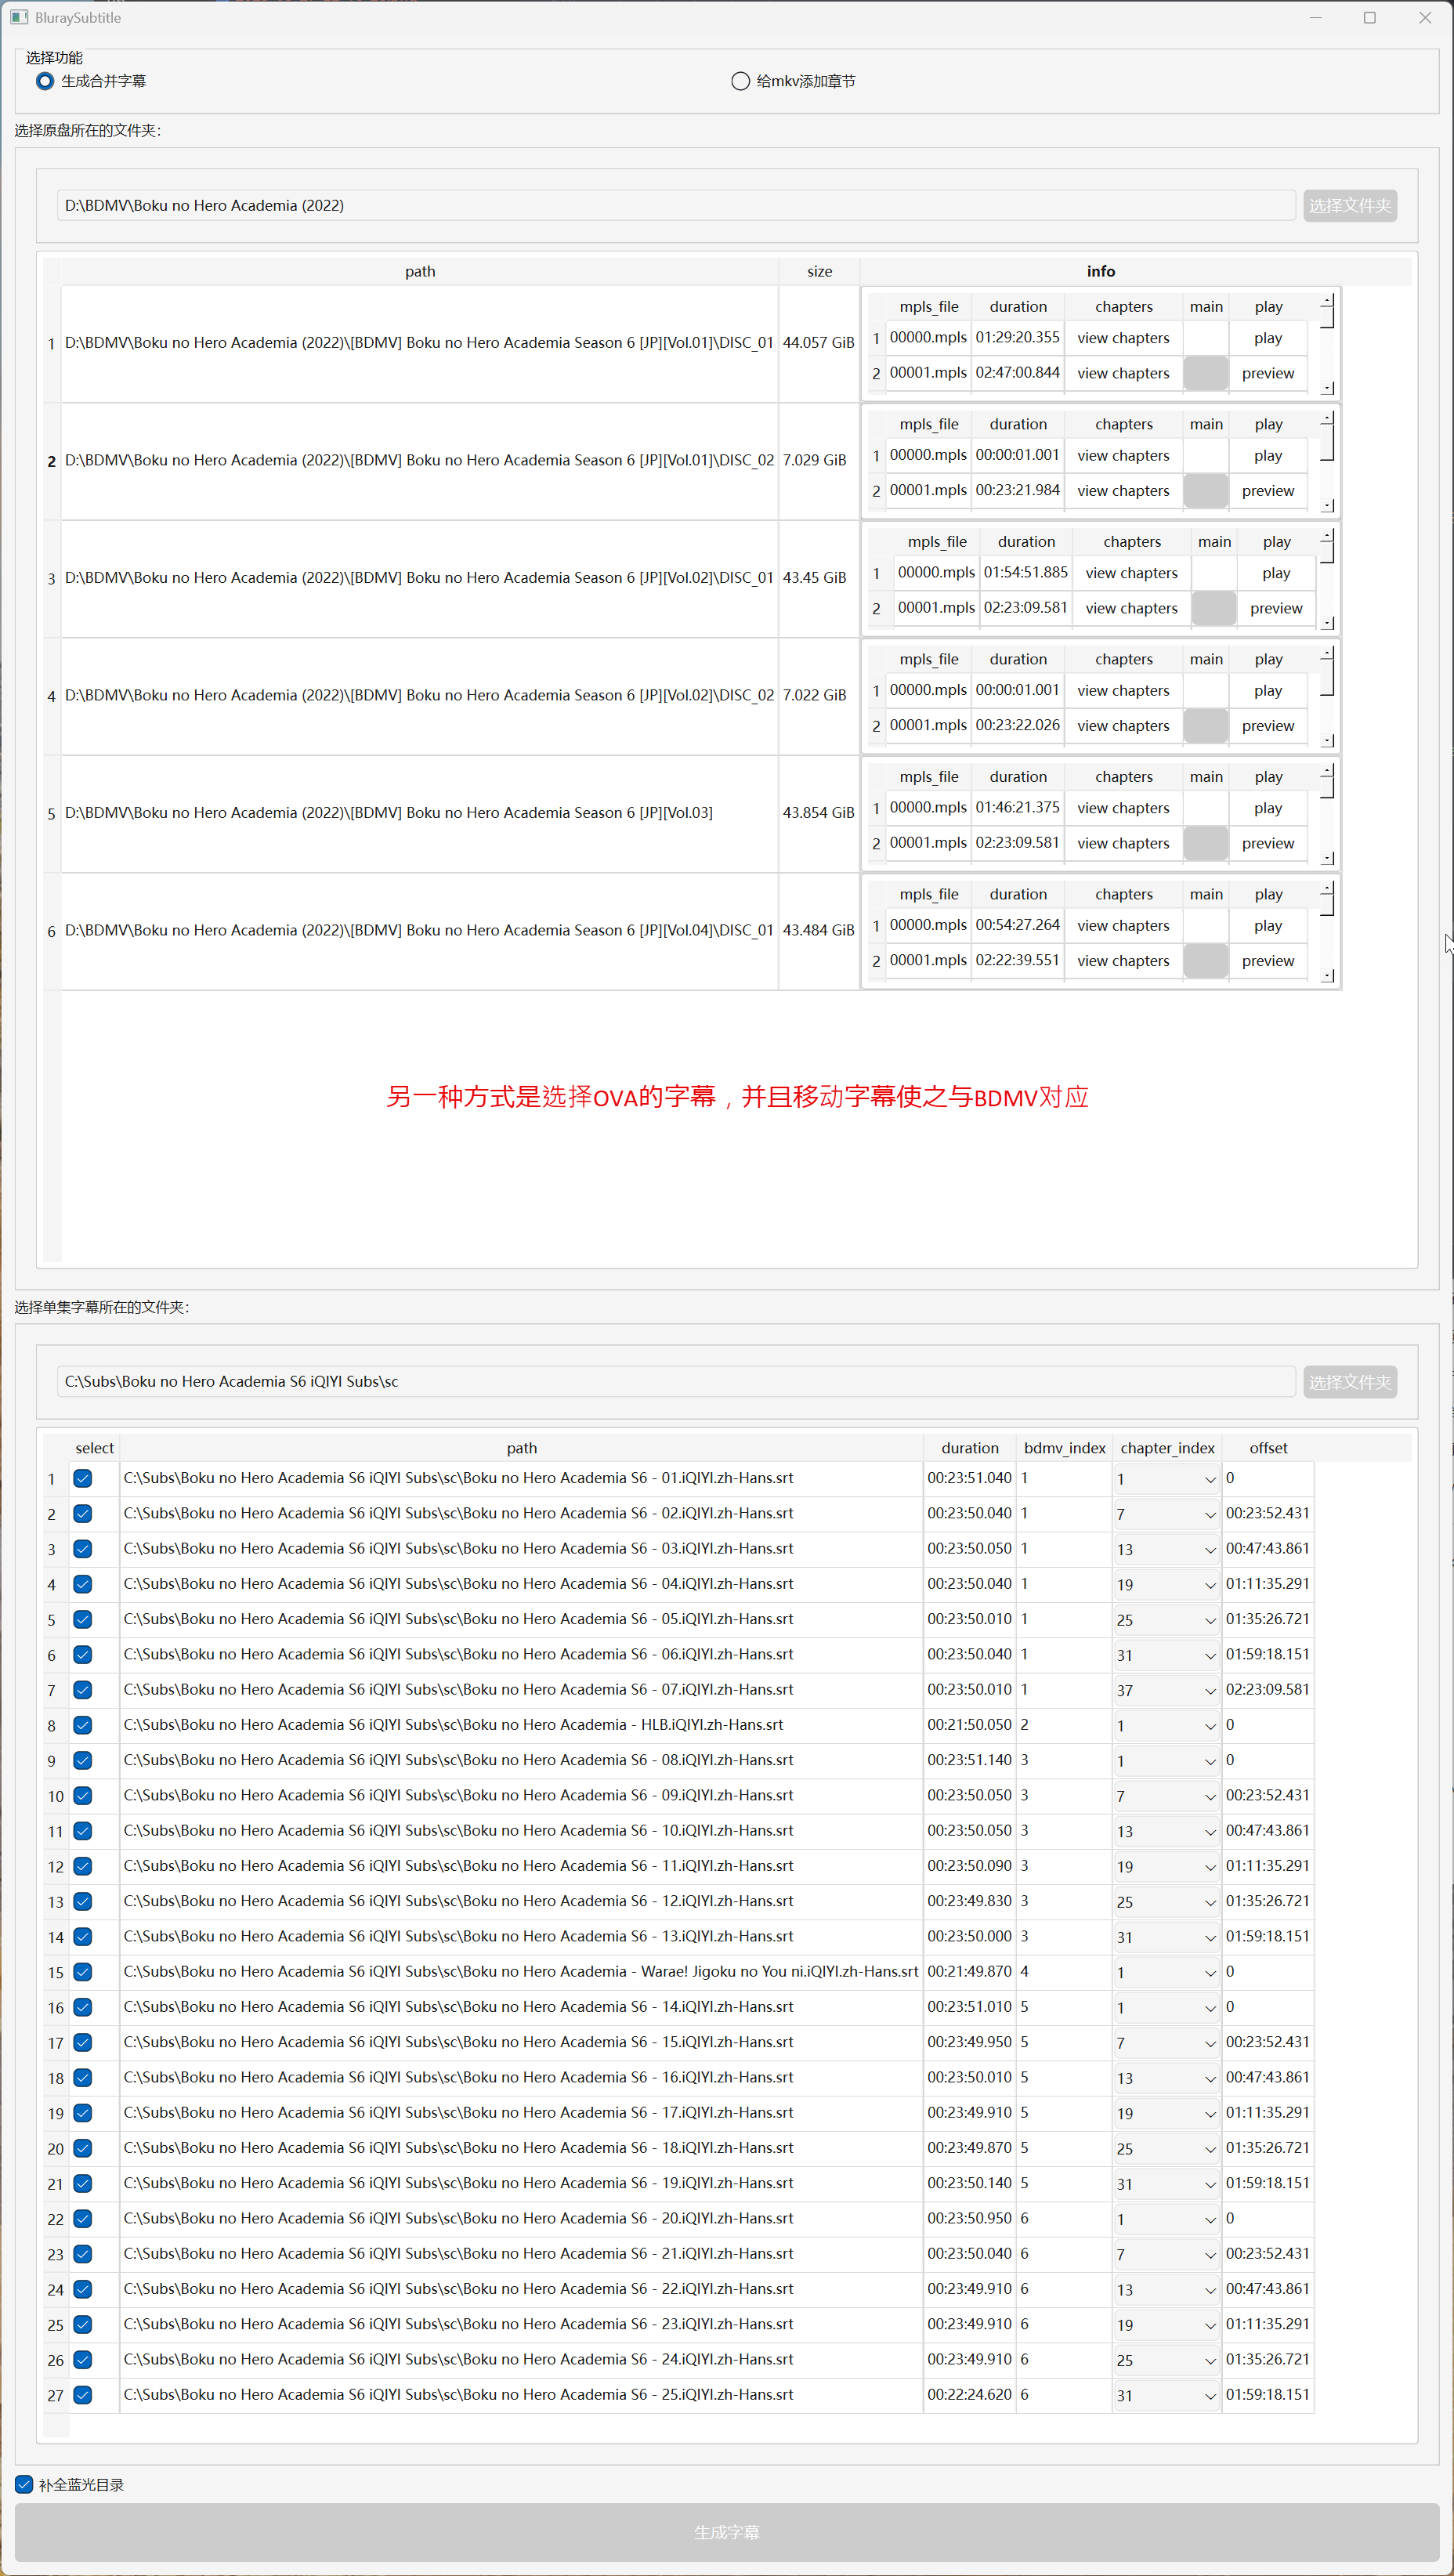 BluraySubtitle
选择功能
生成合并字幕 给mkv添加章节
选择原盘所在的文件夹:
D:\BDMV\Boku no Hero Academia (2022) 选择文件夹
path size info
1 D:\BDMV\Boku no Hero Academia (2022)\[BDMV] Boku no Hero Academia Season 6 [JP][Vol.01]\DISC_01 44.057 GiB
mpls_file duration chapters main play
1 00000.mpls 01:29:20.355 view chapters play
2 00001.mpls 02:47:00.844 view chapters preview
2 D:\BDMV\Boku no Hero Academia (2022)\[BDMV] Boku no Hero Academia Season 6 [JP][Vol.01]\DISC_02 7.029 GiB
mpls_file duration chapters main play
1 00000.mpls 00:00:01.001 view chapters play
2 00001.mpls 00:23:21.984 view chapters preview
3 D:\BDMV\Boku no Hero Academia (2022)\[BDMV] Boku no Hero Academia Season 6 [JP][Vol.02]\DISC_01 43.45 GiB
mpls_file duration chapters main play
1 00000.mpls 01:54:51.885 view chapters play
2 00001.mpls 02:23:09.581 view chapters preview
4 D:\BDMV\Boku no Hero Academia (2022)\[BDMV] Boku no Hero Academia Season 6 [JP][Vol.02]\DISC_02 7.022 GiB
mpls_file duration chapters main play
1 00000.mpls 00:00:01.001 view chapters play
2 00001.mpls 00:23:22.026 view chapters preview
5 D:\BDMV\Boku no Hero Academia (2022)\[BDMV] Boku no Hero Academia Season 6 [JP][Vol.03] 43.854 GiB
mpls_file duration chapters main play
1 00000.mpls 01:46:21.375 view chapters play
2 00001.mpls 02:23:09.581 view chapters preview
6 D:\BDMV\Boku no Hero Academia (2022)\[BDMV] Boku no Hero Academia Season 6 [JP][Vol.04]\DISC_01 43.484 GiB
mpls_file duration chapters main play
1 00000.mpls 00:54:27.264 view chapters play
2 00001.mpls 02:22:39.551 view chapters preview
另一种方式是选择OVA的字幕，并且移动字幕使之与BDMV对应
选择单集字幕所在的文件夹:
C:\Subs\Boku no Hero Academia S6 iQIYI Subs\sc 选择文件夹
select path duration bdmv_index chapter_index offset
1 C:\Subs\Boku no Hero Academia S6 iQIYI Subs\sc\Boku no Hero Academia S6 - 01.iQIYI.zh-Hans.srt 00:23:51.040 1 1 0
2 C:\Subs\Boku no Hero Academia S6 iQIYI Subs\sc\Boku no Hero Academia S6 - 02.iQIYI.zh-Hans.srt 00:23:50.040 1 7 00:23:52.431
3 C:\Subs\Boku no Hero Academia S6 iQIYI Subs\sc\Boku no Hero Academia S6 - 03.iQIYI.zh-Hans.srt 00:23:50.050 1 13 00:47:43.861
4 C:\Subs\Boku no Hero Academia S6 iQIYI Subs\sc\Boku no Hero Academia S6 - 04.iQIYI.zh-Hans.srt 00:23:50.040 1 19 01:11:35.291
5 C:\Subs\Boku no Hero Academia S6 iQIYI Subs\sc\Boku no Hero Academia S6 - 05.iQIYI.zh-Hans.srt 00:23:50.010 1 25 01:35:26.721
6 C:\Subs\Boku no Hero Academia S6 iQIYI Subs\sc\Boku no Hero Academia S6 - 06.iQIYI.zh-Hans.srt 00:23:50.040 1 31 01:59:18.151
7 C:\Subs\Boku no Hero Academia S6 iQIYI Subs\sc\Boku no Hero Academia S6 - 07.iQIYI.zh-Hans.srt 00:23:50.010 1 37 02:23:09.581
8 C:\Subs\Boku no Hero Academia S6 iQIYI Subs\sc\Boku no Hero Academia - HLB.iQIYI.zh-Hans.srt 00:21:50.050 2 1 0
9 C:\Subs\Boku no Hero Academia S6 iQIYI Subs\sc\Boku no Hero Academia S6 - 08.iQIYI.zh-Hans.srt 00:23:51.140 3 1 0
10 C:\Subs\Boku no Hero Academia S6 iQIYI Subs\sc\Boku no Hero Academia S6 - 09.iQIYI.zh-Hans.srt 00:23:50.050 3 7 00:23:52.431
11 C:\Subs\Boku no Hero Academia S6 iQIYI Subs\sc\Boku no Hero Academia S6 - 10.iQIYI.zh-Hans.srt 00:23:50.050 3 13 00:47:43.861
12 C:\Subs\Boku no Hero Academia S6 iQIYI Subs\sc\Boku no Hero Academia S6 - 11.iQIYI.zh-Hans.srt 00:23:50.090 3 19 01:11:35.291
13 C:\Subs\Boku no Hero Academia S6 iQIYI Subs\sc\Boku no Hero Academia S6 - 12.iQIYI.zh-Hans.srt 00:23:49.830 3 25 01:35:26.721
14 C:\Subs\Boku no Hero Academia S6 iQIYI Subs\sc\Boku no Hero Academia S6 - 13.iQIYI.zh-Hans.srt 00:23:50.000 3 31 01:59:18.151
15 C:\Subs\Boku no Hero Academia S6 iQIYI Subs\sc\Boku no Hero Academia - Warae! Jigoku no You ni.iQIYI.zh-Hans.srt 00:21:49.870 4 1 0
16 C:\Subs\Boku no Hero Academia S6 iQIYI Subs\sc\Boku no Hero Academia S6 - 14.iQIYI.zh-Hans.srt 00:23:51.010 5 1 0
17 C:\Subs\Boku no Hero Academia S6 iQIYI Subs\sc\Boku no Hero Academia S6 - 15.iQIYI.zh-Hans.srt 00:23:49.950 5 7 00:23:52.431
18 C:\Subs\Boku no Hero Academia S6 iQIYI Subs\sc\Boku no Hero Academia S6 - 16.iQIYI.zh-Hans.srt 00:23:50.010 5 13 00:47:43.861
19 C:\Subs\Boku no Hero Academia S6 iQIYI Subs\sc\Boku no Hero Academia S6 - 17.iQIYI.zh-Hans.srt 00:23:49.910 5 19 01:11:35.291
20 C:\Subs\Boku no Hero Academia S6 iQIYI Subs\sc\Boku no Hero Academia S6 - 18.iQIYI.zh-Hans.srt 00:23:49.870 5 25 01:35:26.721
21 C:\Subs\Boku no Hero Academia S6 iQIYI Subs\sc\Boku no Hero Academia S6 - 19.iQIYI.zh-Hans.srt 00:23:50.140 5 31 01:59:18.151
22 C:\Subs\Boku no Hero Academia S6 iQIYI Subs\sc\Boku no Hero Academia S6 - 20.iQIYI.zh-Hans.srt 00:23:50.950 6 1 0
23 C:\Subs\Boku no Hero Academia S6 iQIYI Subs\sc\Boku no Hero Academia S6 - 21.iQIYI.zh-Hans.srt 00:23:50.040 6 7 00:23:52.431
24 C:\Subs\Boku no Hero Academia S6 iQIYI Subs\sc\Boku no Hero Academia S6 - 22.iQIYI.zh-Hans.srt 00:23:49.910 6 13 00:47:43.861
25 C:\Subs\Boku no Hero Academia S6 iQIYI Subs\sc\Boku no Hero Academia S6 - 23.iQIYI.zh-Hans.srt 00:23:49.910 6 19 01:11:35.291
26 C:\Subs\Boku no Hero Academia S6 iQIYI Subs\sc\Boku no Hero Academia S6 - 24.iQIYI.zh-Hans.srt 00:23:49.910 6 25 01:35:26.721
27 C:\Subs\Boku no Hero Academia S6 iQIYI Subs\sc\Boku no Hero Academia S6 - 25.iQIYI.zh-Hans.srt 00:22:24.620 6 31 01:59:18.151
补全蓝光目录
生成字幕